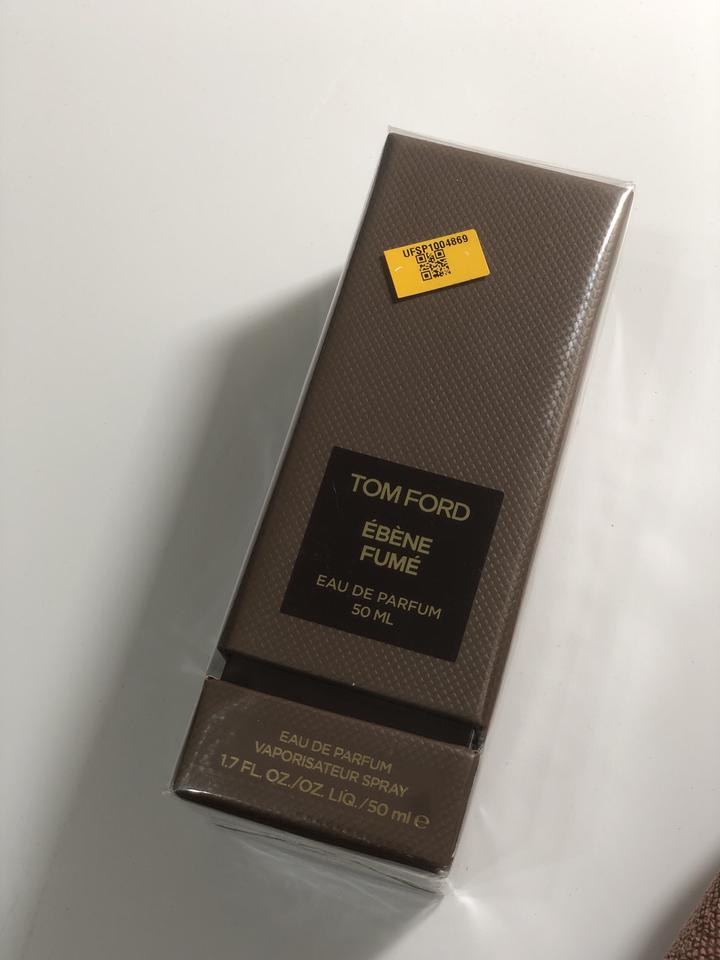 UFSP1004869
TOM FORD
ÉBÈNE
FUMÉ
EAU DE PARFUM
50 ML
EAU DE PARFUM
VAPORISATEUR SPRAY
1.7 FL. OZ./OZ. LIQ./50 ml ℮